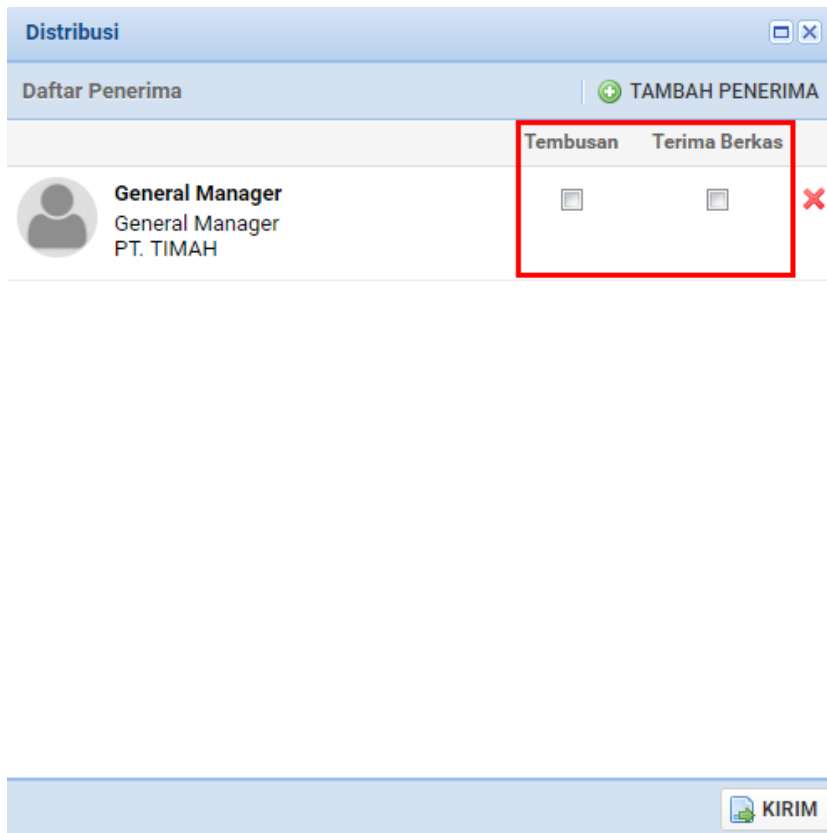 Distribusi
Daftar Penerima
TAMBAH PENERIMA
Tembusan Terima Berkas
General Manager
General Manager
PT. TIMAH
KIRIM